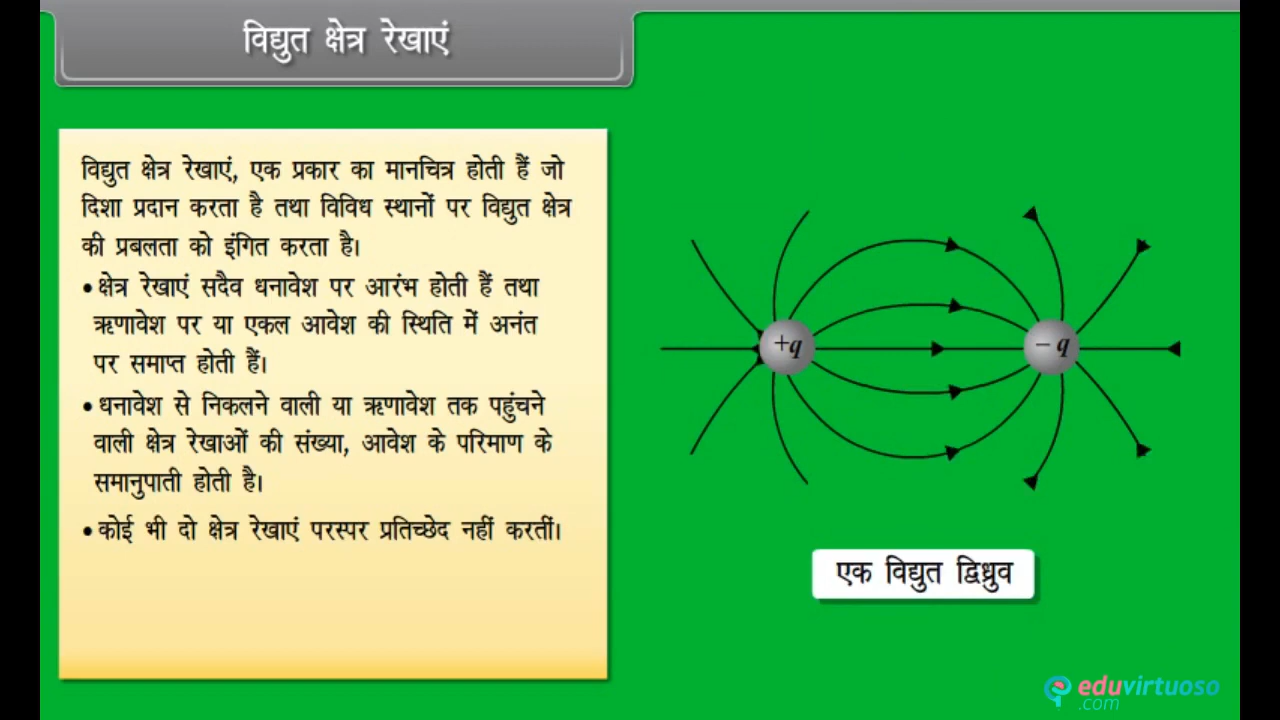 विद्युत क्षेत्र रेखाएं
विद्युत क्षेत्र रेखाएं, एक प्रकार का मानचित्र होती हैं जो
दिशा प्रदान करता है तथा विविध स्थानों पर विद्युत क्षेत्र
की प्रबलता को इंगित करता है।
•क्षेत्र रेखाएं सदैव धनावेश पर आरंभ होती हैं तथा
ऋणावेश पर या एकल आवेश की स्थिति में अनंत
पर समाप्त होती हैं।
•धनावेश से निकलने वाली या ऋणावेश तक पहुंचने
वाली क्षेत्र रेखाओं की संख्या, आवेश के परिमाण के
समानुपाती होती है।
•कोई भी दो क्षेत्र रेखाएं परस्पर प्रतिच्छेद नहीं करतीं।
+q
– q
एक विद्युत द्विध्रुव
eduvirtuoso
.com